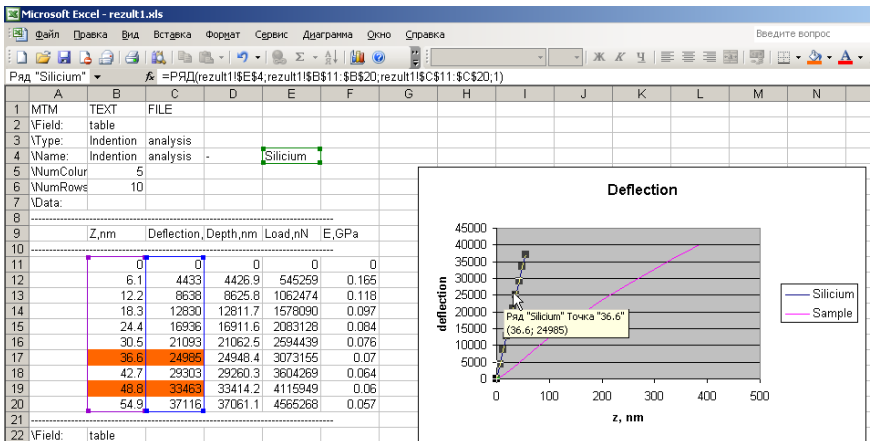 Microsoft Excel - rezult1.xls
Файл Правка Вид Вставка Формат Сервис Диаграмма Окно Справка Введите вопрос
Ж К Ч A
Ряд "Silicium" fx =РЯД(rezult1!$E$4;rezult1!$B$11:$B$20;rezult1!$C$11:$C$20;1)
A B C D E F G H I J K L M N
1 MTM TEXT FILE
2 \Field: table
3 \Type: Indention analysis
4 \Name: Indention analysis - Silicium
5 \NumColur 5
6 \NumRows 10
7 \Data:
8 --------------------------------------------------------------------------------
9 Z,nm Deflection, Depth,nm Load,nN E,GPa
10 --------------------------------------------------------------------------------
11 0 0 0 0 0
12 6.1 4433 4426.9 545259 0.165
13 12.2 8638 8625.8 1062474 0.118
14 18.3 12830 12811.7 1578090 0.097
15 24.4 16936 16911.6 2083128 0.084
16 30.5 21093 21062.5 2594439 0.076
17 36.6 24985 24948.4 3073155 0.07
18 42.7 29303 29260.3 3604269 0.064
19 48.8 33463 33414.2 4115949 0.06
20 54.9 37116 37061.1 4565268 0.057
21 --------------------------------------------------------------------------------
22 \Field: table
Deflection
deflection
45000
40000
35000
30000
25000
20000
15000
10000
5000
0
Ряд "Silicium" Точка "36.6"
(36.6; 24985)
0 100 200 300 400 500
z, nm
Silicium
Sample